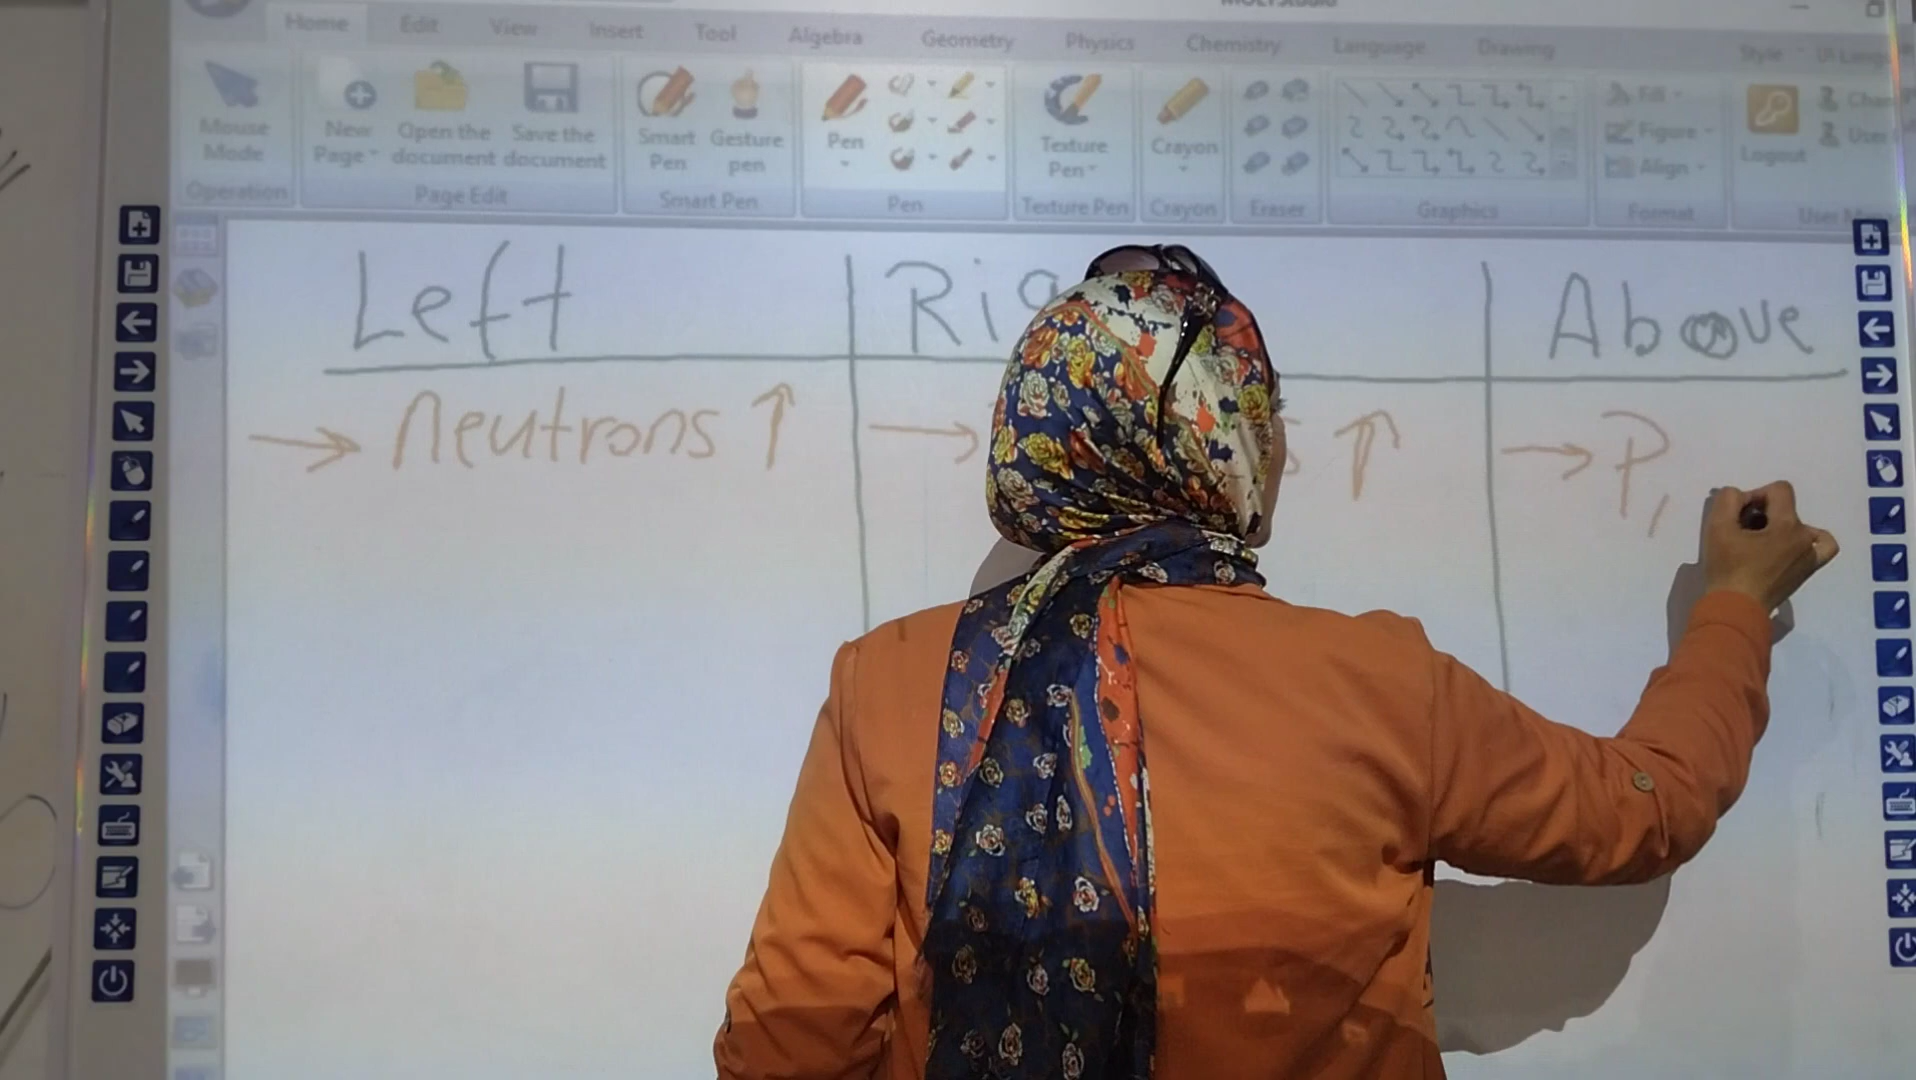 Home Edit View Insert Tool Algebra Geometry Physics Chemistry Language Drawing Style
Mouse Mode
New Page
Open the document
Save the document
Smart Pen
Gesture pen
Pen
Texture Pen
Crayon
Fill
Figure
Align
Logout
Operation Page Edit Smart Pen Pen Texture Pen Crayon Eraser Graphics Format
Left Rig Above
→ neutrons ↑ → s ↑ → P,